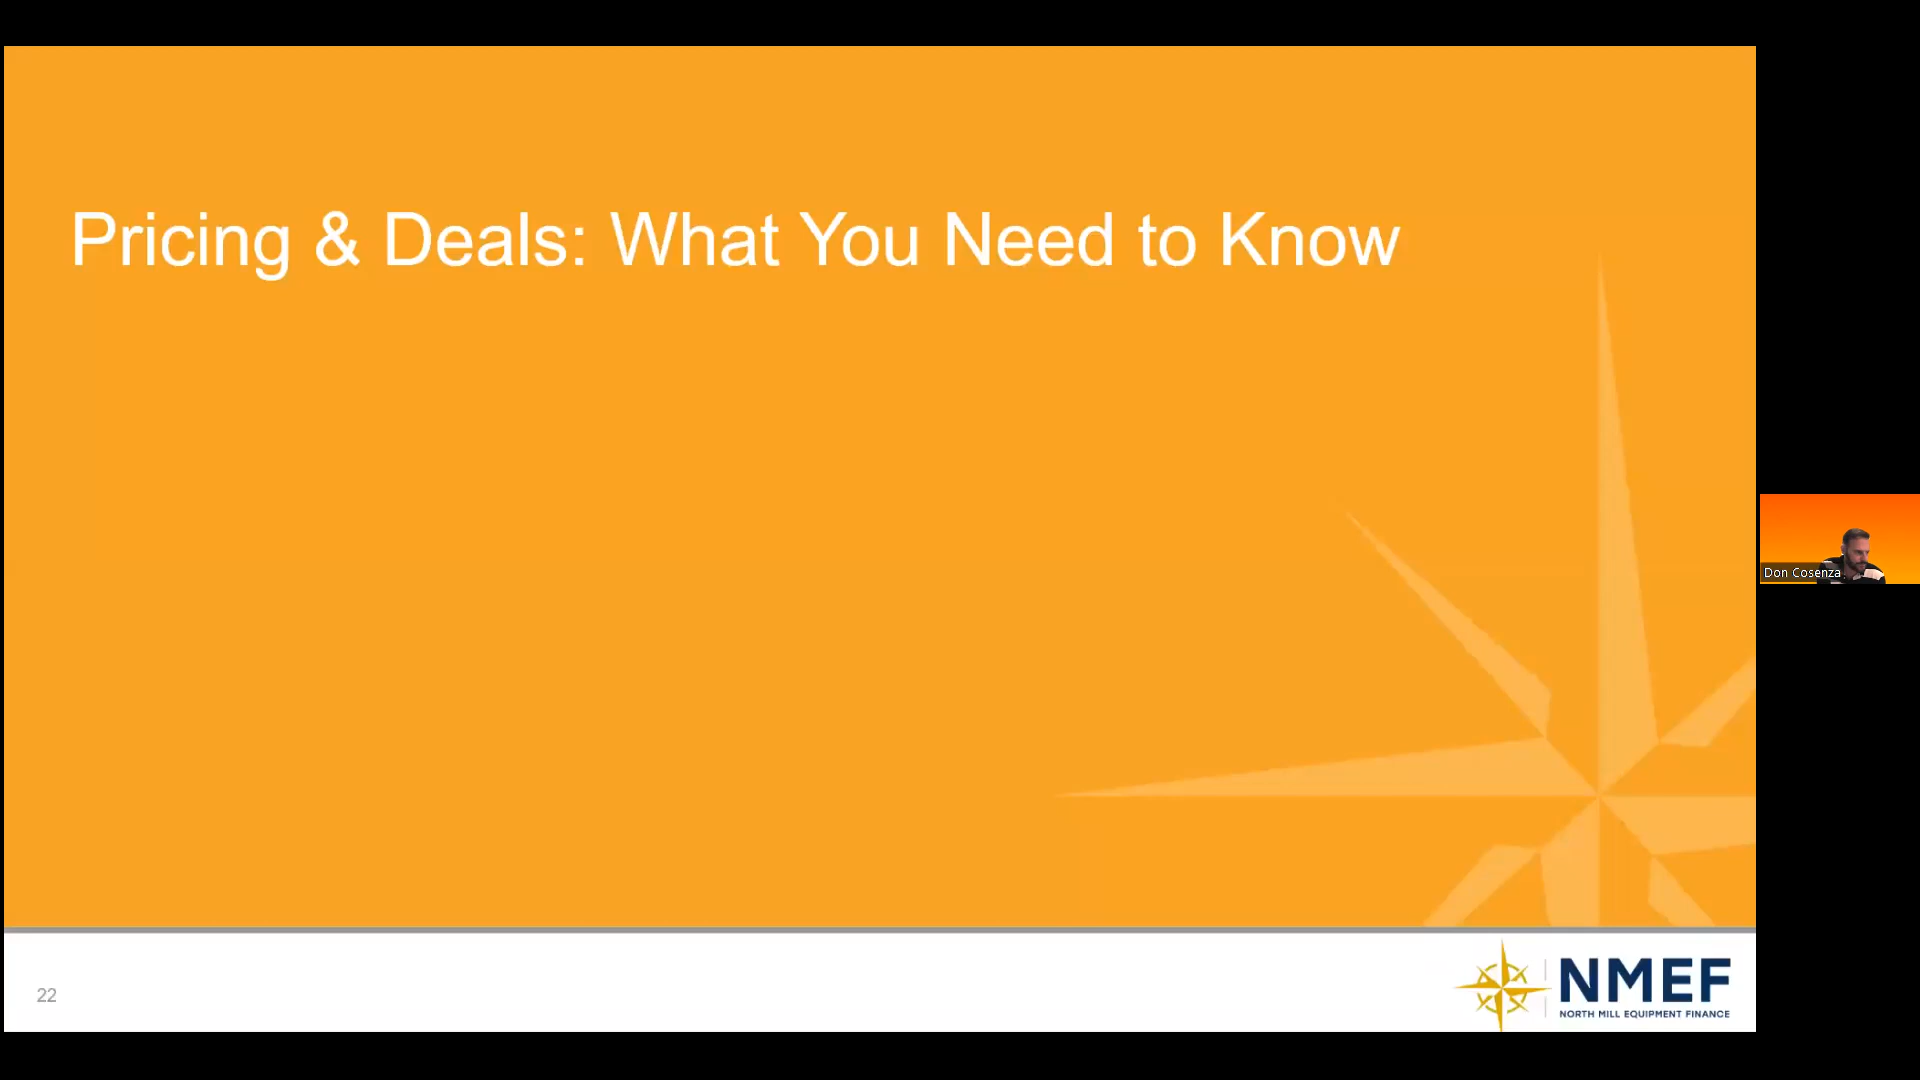 Pricing & Deals: What You Need to Know
Don Cosenza
22
NMEF
NORTH MILL EQUIPMENT FINANCE